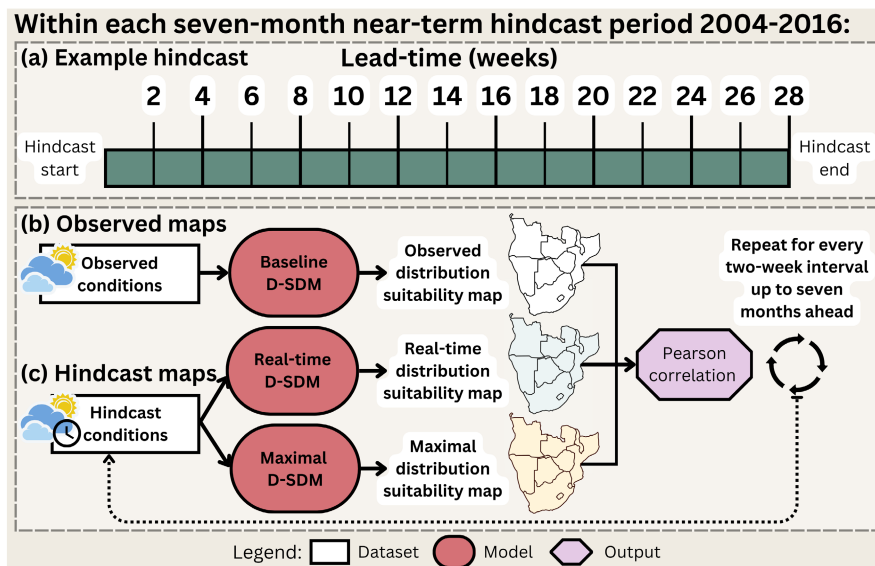 Within each seven-month near-term hindcast period 2004-2016:
(a) Example hindcast
Lead-time (weeks)
2 4 6 8 10 12 14 16 18 20 22 24 26 28
Hindcast
start
Hindcast
end
(b) Observed maps
Observed
conditions
Baseline
D-SDM
Observed
distribution
suitability map
Repeat for every
two-week interval
up to seven
months ahead
Real-time
D-SDM
Real-time
distribution
suitability map
Pearson
correlation
(c) Hindcast maps
Hindcast
conditions
Maximal
D-SDM
Maximal
distribution
suitability map
Legend: Dataset Model Output